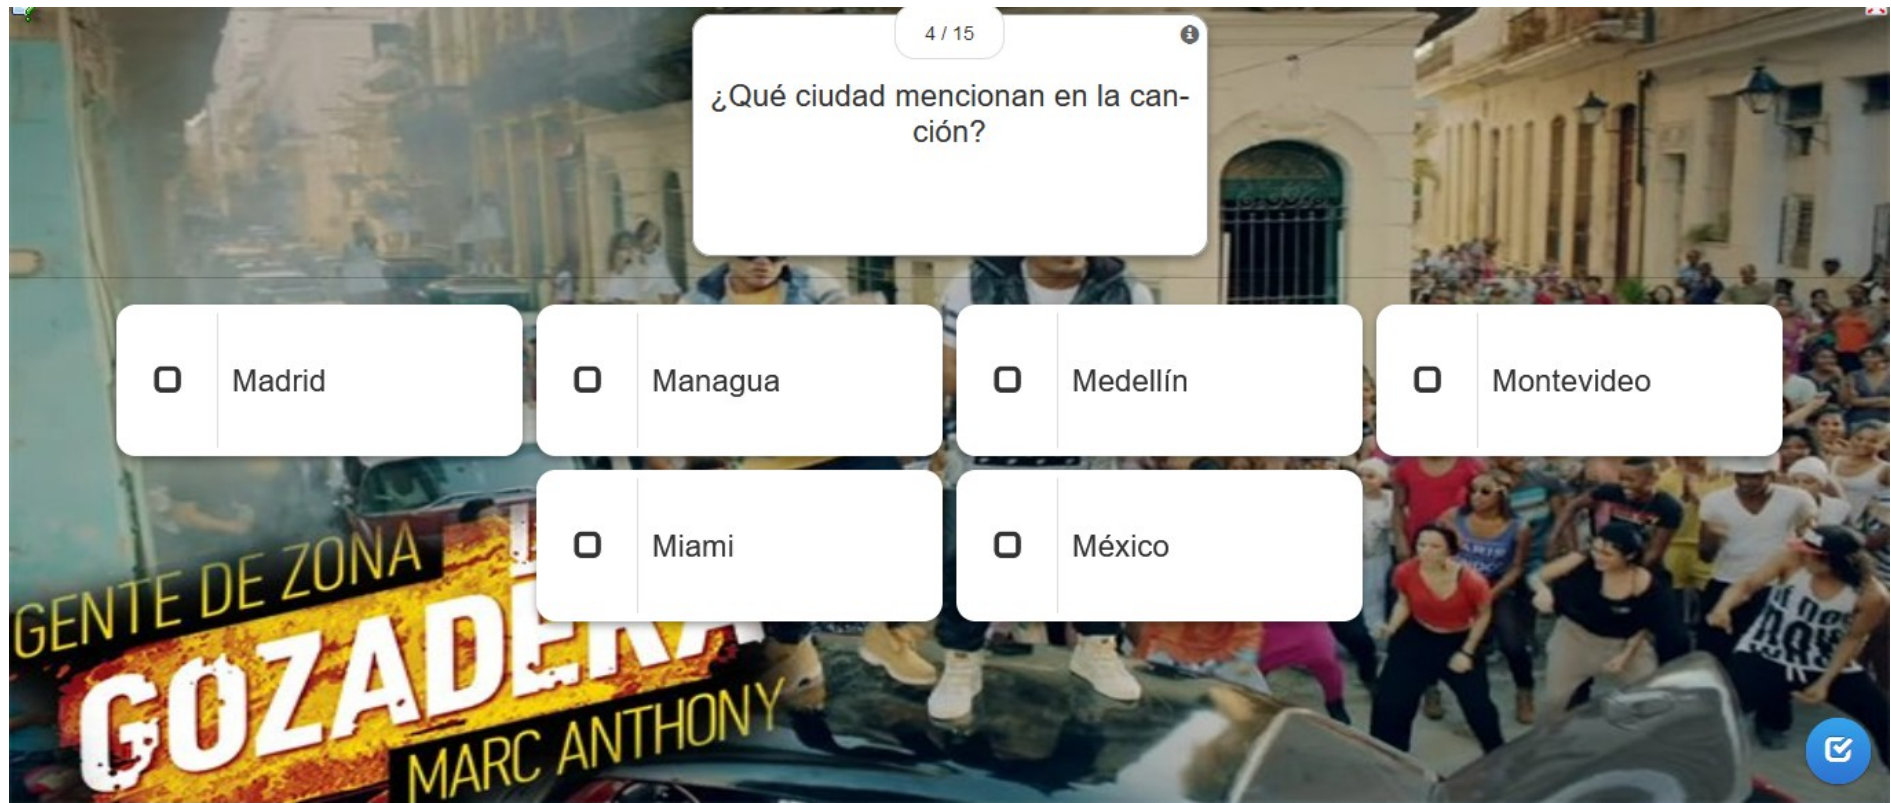 4 / 15
¿Qué ciudad mencionan en la can-
ción?
Madrid
Managua
Medellín
Montevideo
Miami
México
GENTE DE ZONA
GOZADERA
MARC ANTHONY